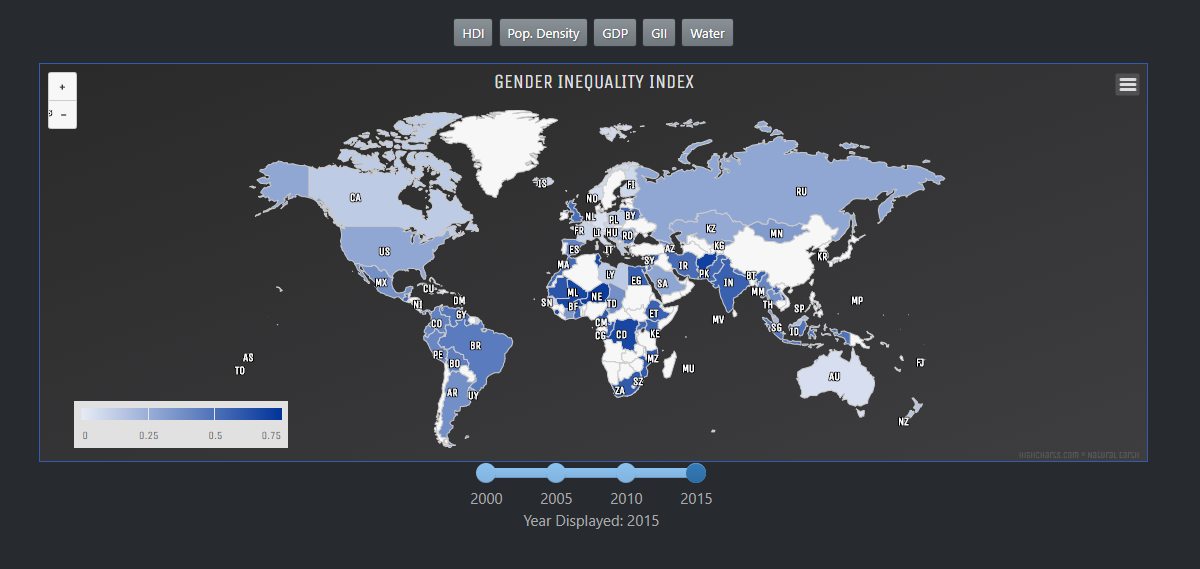 HDI Pop. Density GDP GII Water
GENDER INEQUALITY INDEX
+
−
IS
FI
CA
NO
RU
NL PL BY
FR LI HU RO
KZ
MN
US
ES IT
AZ KG
KR
MA
SY
IR
PK
MX
LY EG SA
IN
BT
CU
ML NE
MM
NI DM
SN BF TD
TH
SP
MP
GY
CO
CM
ET
MV
CG CD KE
SG ID
BR
PE
BO
MZ
MU
AS
TO
FJ
AU
AR UY
ZA SZ
NZ
0 0.25 0.5 0.75
Highcharts.com © Natural Earth
2000 2005 2010 2015
Year Displayed: 2015